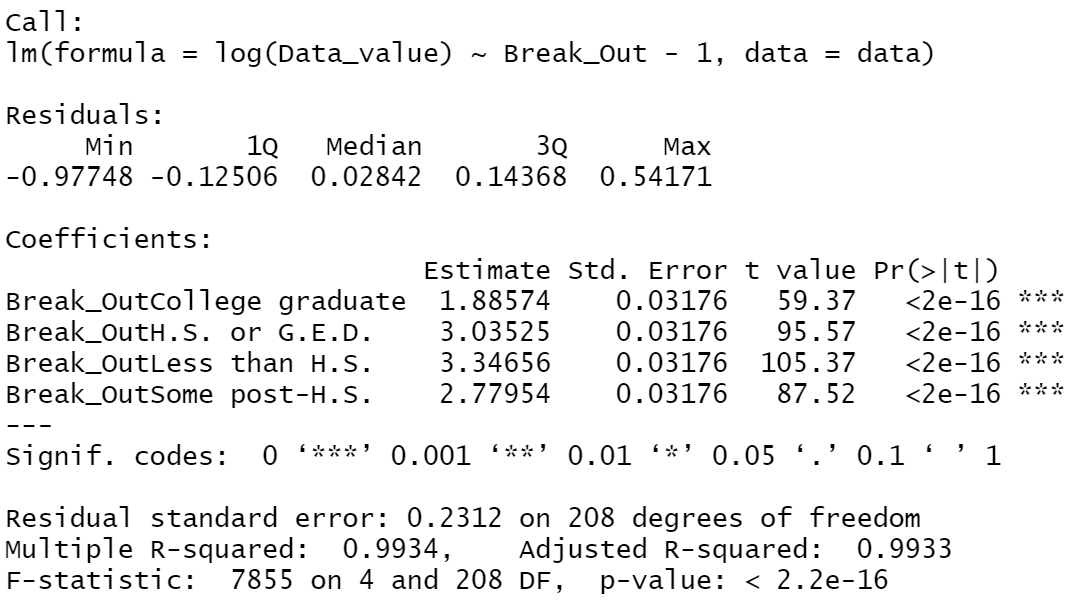 Call:
lm(formula = log(Data_value) ~ Break_Out - 1, data = data)
Residuals:
Min 1Q Median 3Q Max
-0.97748 -0.12506 0.02842 0.14368 0.54171
Coefficients:
Estimate Std. Error t value Pr(>|t|)
Break_OutCollege graduate 1.88574 0.03176 59.37 <2e-16 ***
Break_OutH.S. or G.E.D. 3.03525 0.03176 95.57 <2e-16 ***
Break_OutLess than H.S. 3.34656 0.03176 105.37 <2e-16 ***
Break_OutSome post-H.S. 2.77954 0.03176 87.52 <2e-16 ***
---
Signif. codes: 0 ‘***’ 0.001 ‘**’ 0.01 ‘*’ 0.05 ‘.’ 0.1 ‘ ’ 1
Residual standard error: 0.2312 on 208 degrees of freedom
Multiple R-squared: 0.9934, Adjusted R-squared: 0.9933
F-statistic: 7855 on 4 and 208 DF, p-value: < 2.2e-16